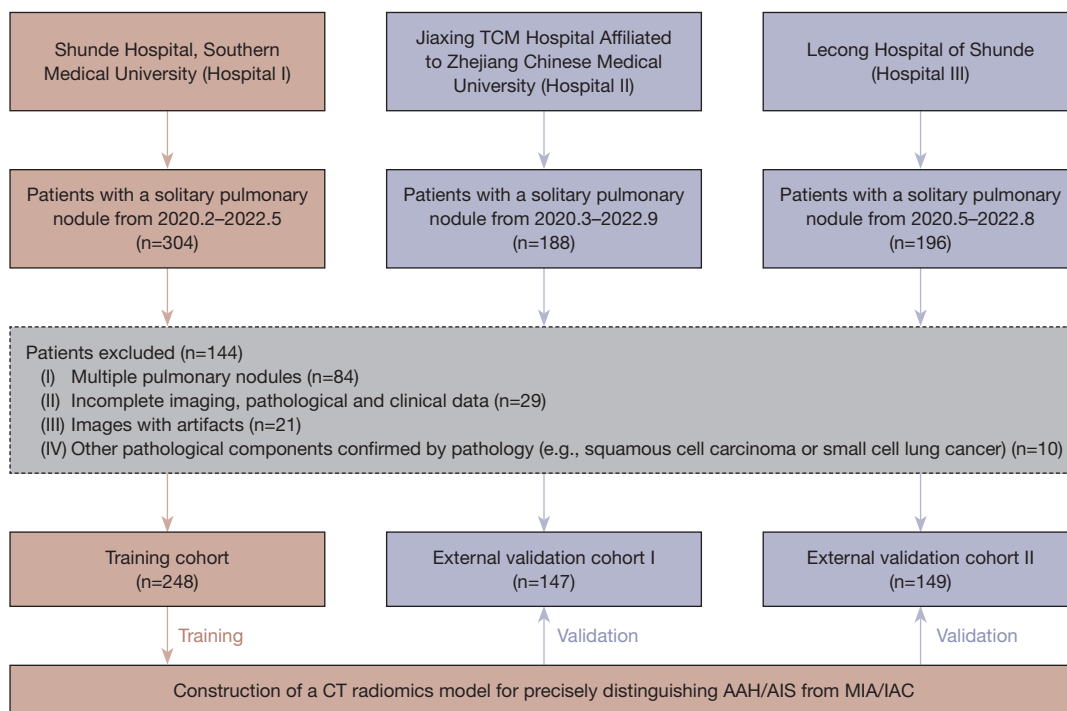 Shunde Hospital, Southern
Medical University (Hospital I)
Jiaxing TCM Hospital Affiliated
to Zhejiang Chinese Medical
University (Hospital II)
Lecong Hospital of Shunde
(Hospital III)
Patients with a solitary pulmonary
nodule from 2020.2–2022.5
(n=304)
Patients with a solitary pulmonary
nodule from 2020.3–2022.9
(n=188)
Patients with a solitary pulmonary
nodule from 2020.5–2022.8
(n=196)
Patients excluded (n=144)
(I) Multiple pulmonary nodules (n=84)
(II) Incomplete imaging, pathological and clinical data (n=29)
(III) Images with artifacts (n=21)
(IV) Other pathological components confirmed by pathology (e.g., squamous cell carcinoma or small cell lung cancer) (n=10)
Training cohort
(n=248)
External validation cohort I
(n=147)
External validation cohort II
(n=149)
Training
Validation
Validation
Construction of a CT radiomics model for precisely distinguishing AAH/AIS from MIA/IAC